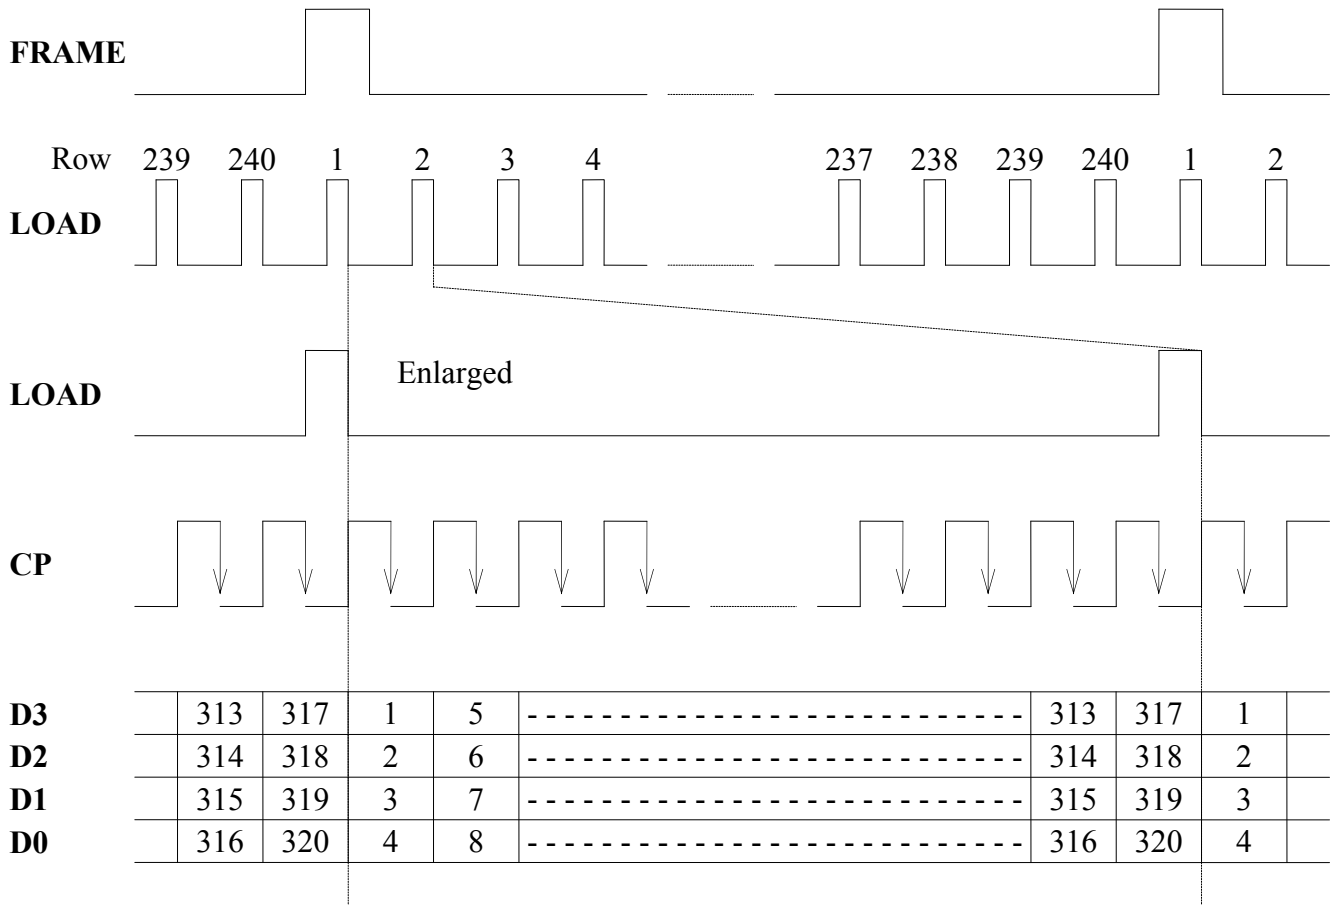 FRAME
Row 239 240 1 2 3 4 237 238 239 240 1 2
LOAD
Enlarged
LOAD
CP
D3 313 317 1 5 313 317 1
D2 314 318 2 6 314 318 2
D1 315 319 3 7 315 319 3
D0 316 320 4 8 316 320 4